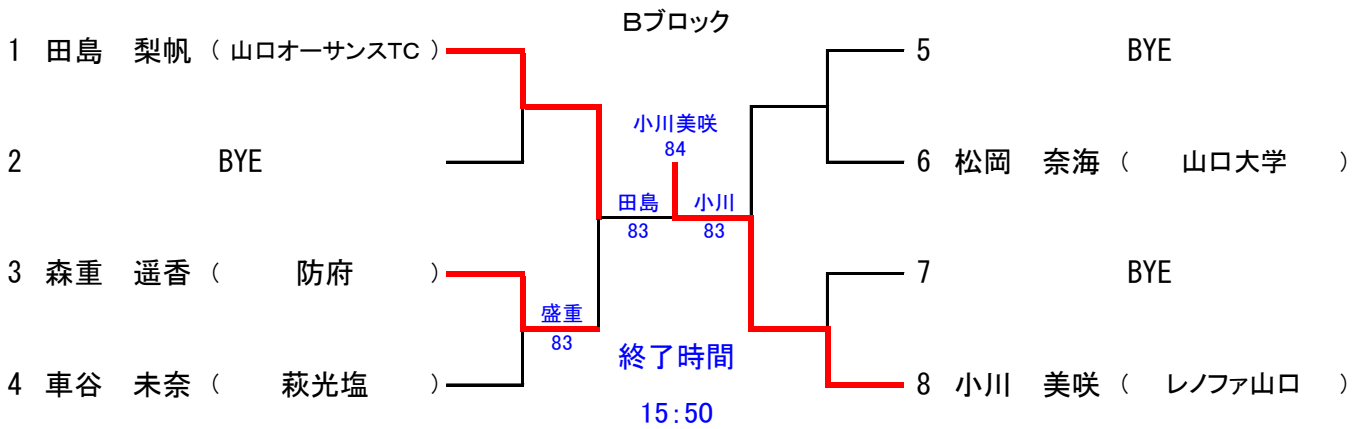 Bブロック
1 田島 梨帆 ( 山口オーサンスTC )
2 BYE
3 森重 遥香 ( 防府 )
4 車谷 未奈 ( 萩光塩 )
盛重
83
田島
83
小川美咲
84
小川
83
終了時間
15:50
5 BYE
6 松岡 奈海 ( 山口大学 )
7 BYE
8 小川 美咲 ( レノファ山口 )